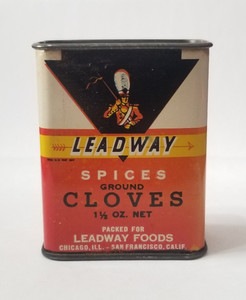 LEADWAY
SPICES
GROUND
CLOVES
1½ OZ. NET
PACKED FOR
LEADWAY FOODS
CHICAGO, ILL. - SAN FRANCISCO, CALIF.